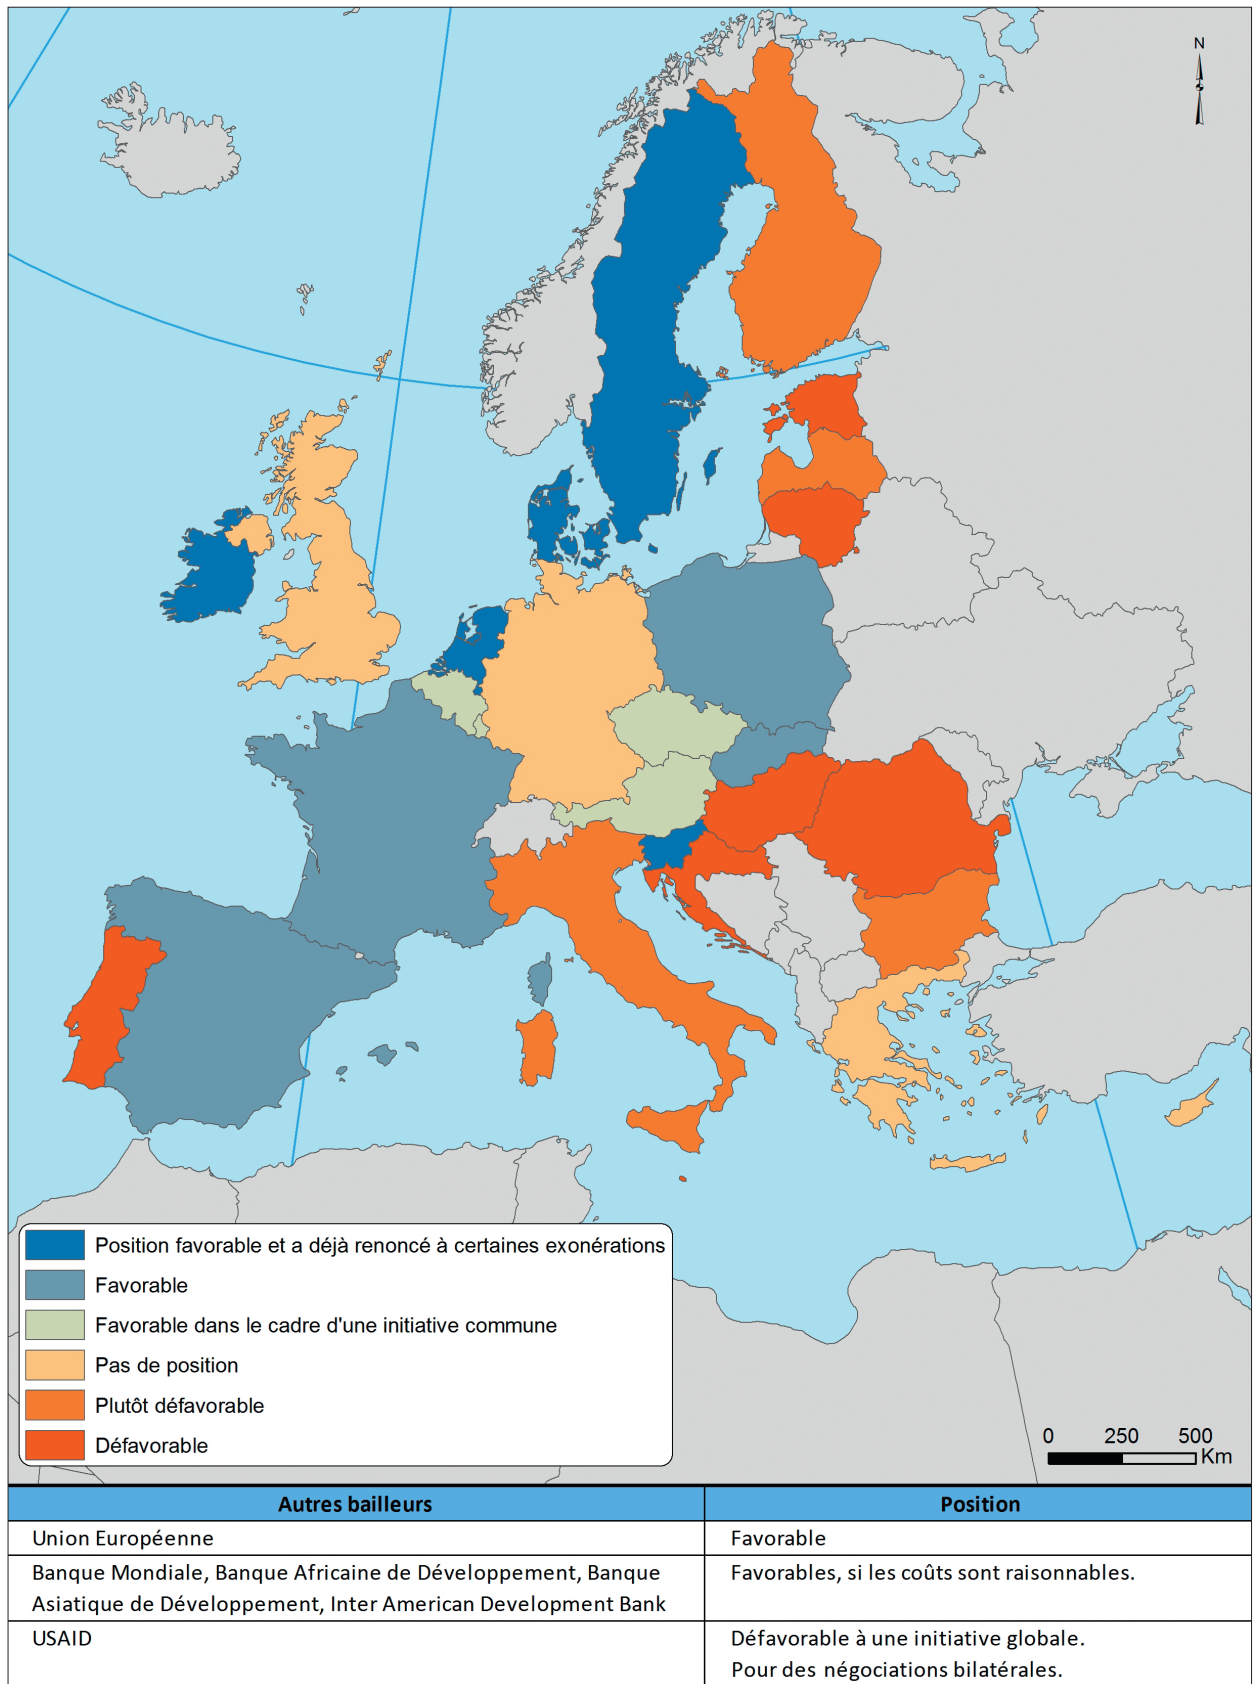 N
Position favorable et a déjà renoncé à certaines exonérations
Favorable
Favorable dans le cadre d'une initiative commune
Pas de position
Plutôt défavorable
Défavorable
0 250 500
Km
Autres bailleurs Position
Union Européenne Favorable
Banque Mondiale, Banque Africaine de Développement, Banque Favorables, si les coûts sont raisonnables.
Asiatique de Développement, Inter American Development Bank
USAID Défavorable à une initiative globale.
Pour des négociations bilatérales.